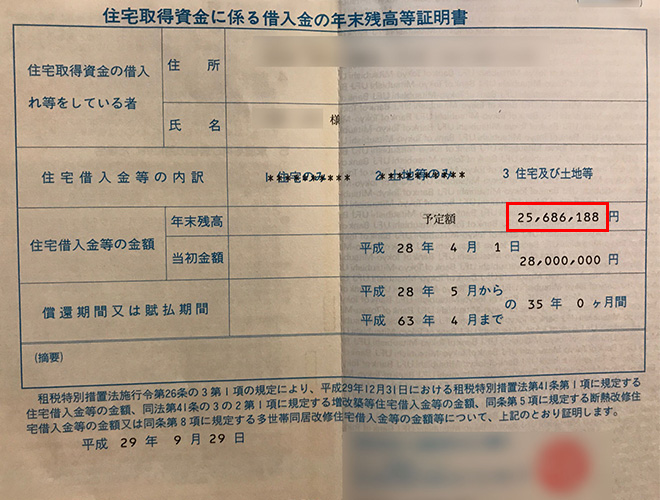 住宅取得資金に係る借入金の年末残高等証明書
住宅取得資金の借入れ等をしている者
住 所
氏 名
様
住宅借入金等の内訳
1 住宅のみ
2 土地等のみ
3 住宅及び土地等
住宅借入金等の金額
年末残高
予定額 25,686,188 円
当初金額
平成 28 年 4 月 1 日
28,000,000 円
償還期間又は賦払期間
平成 28 年 5 月から
平成 63 年 4 月まで
の 35 年 0 ヶ月間
(摘要)
租税特別措置法施行令第26条の3第1項の規定により、平成29年12月31日における租税特別措置法第41条第1項に規定する
住宅借入金等の金額、同法第41条の3の2第1項に規定する増改築等住宅借入金等の金額、同条第5項に規定する断熱改修住
宅借入金等の金額又は同条第8項に規定する多世帯同居改修住宅借入金等の金額等について、上記のとおり証明します。
平成 29 年 9 月 29 日